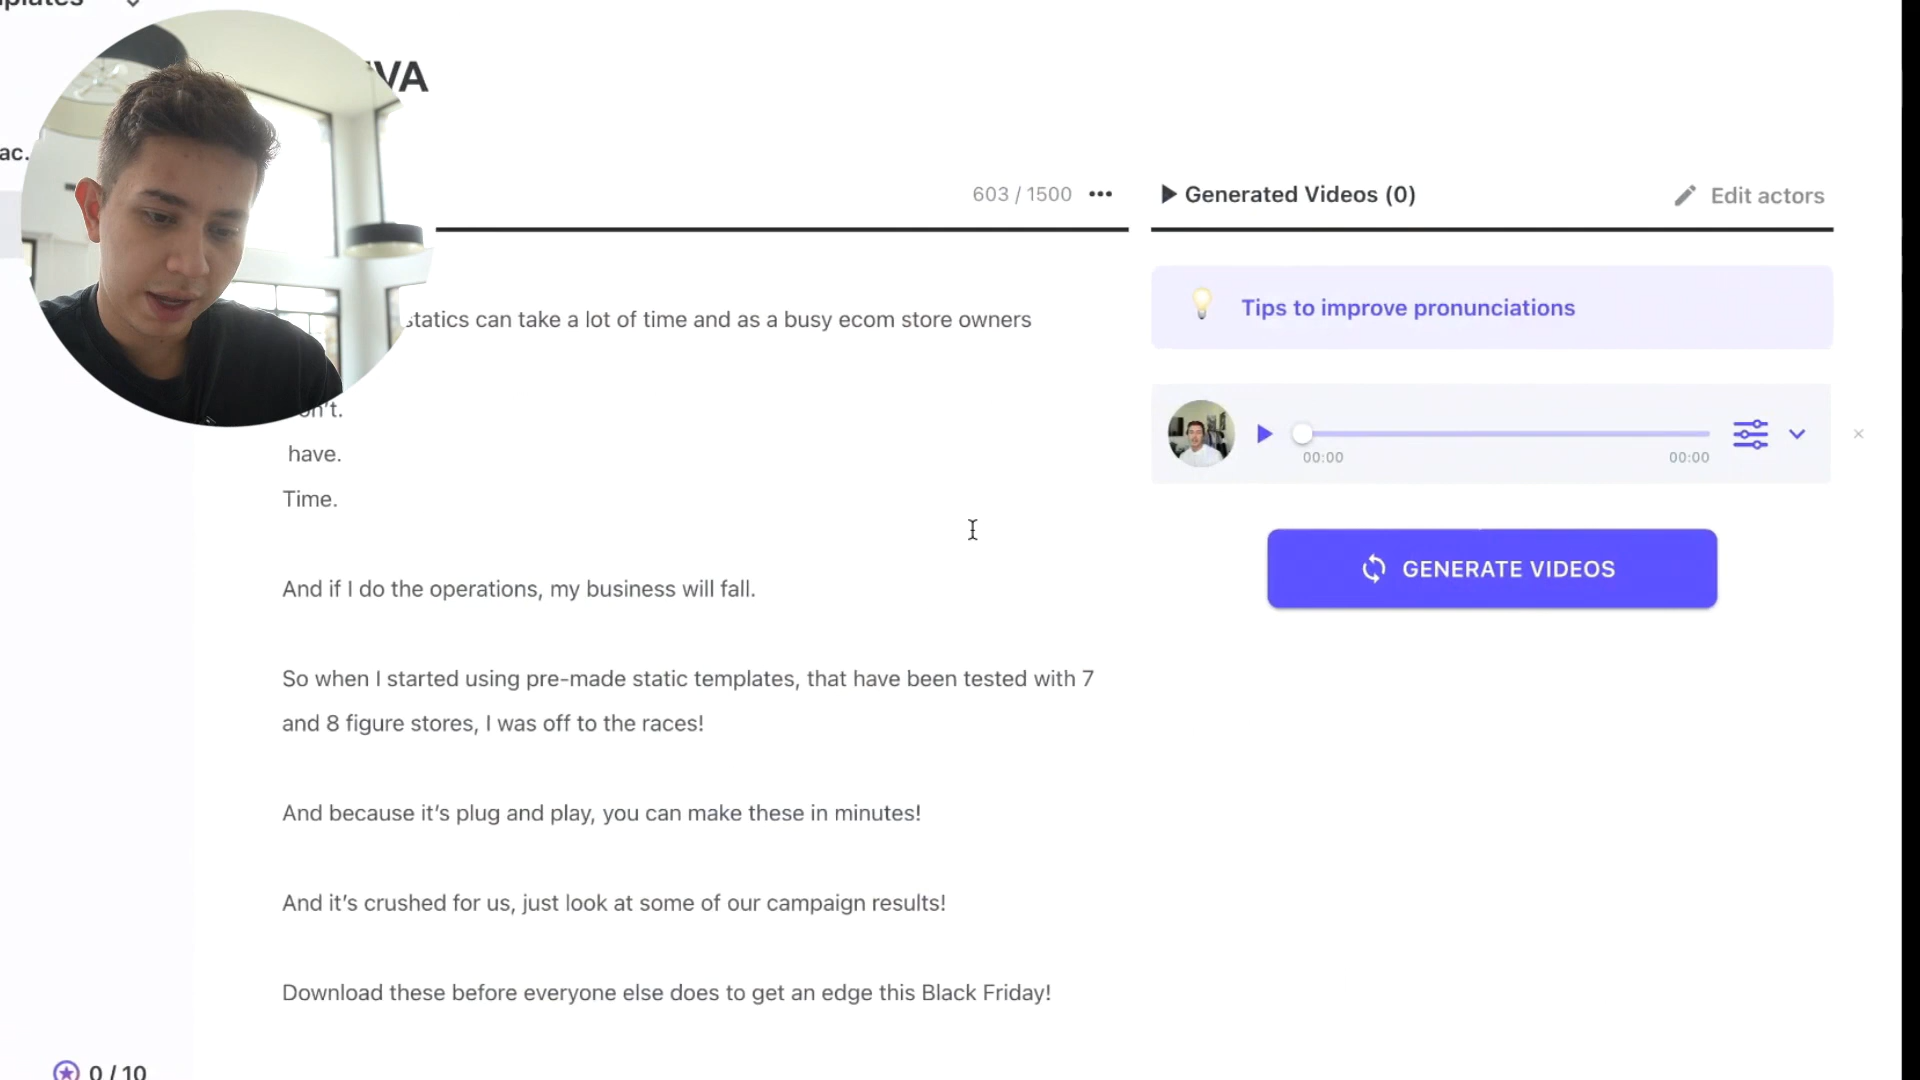 VA
603 / 1500 •••
Generated Videos (0)
Edit actors
statics can take a lot of time and as a busy ecom store owners
have.
Time.
And if I do the operations, my business will fall.
So when I started using pre-made static templates, that have been tested with 7
and 8 figure stores, I was off to the races!
And because it’s plug and play, you can make these in minutes!
And it’s crushed for us, just look at some of our campaign results!
Download these before everyone else does to get an edge this Black Friday!
Tips to improve pronunciations
00:00
00:00
GENERATE VIDEOS
0 / 10